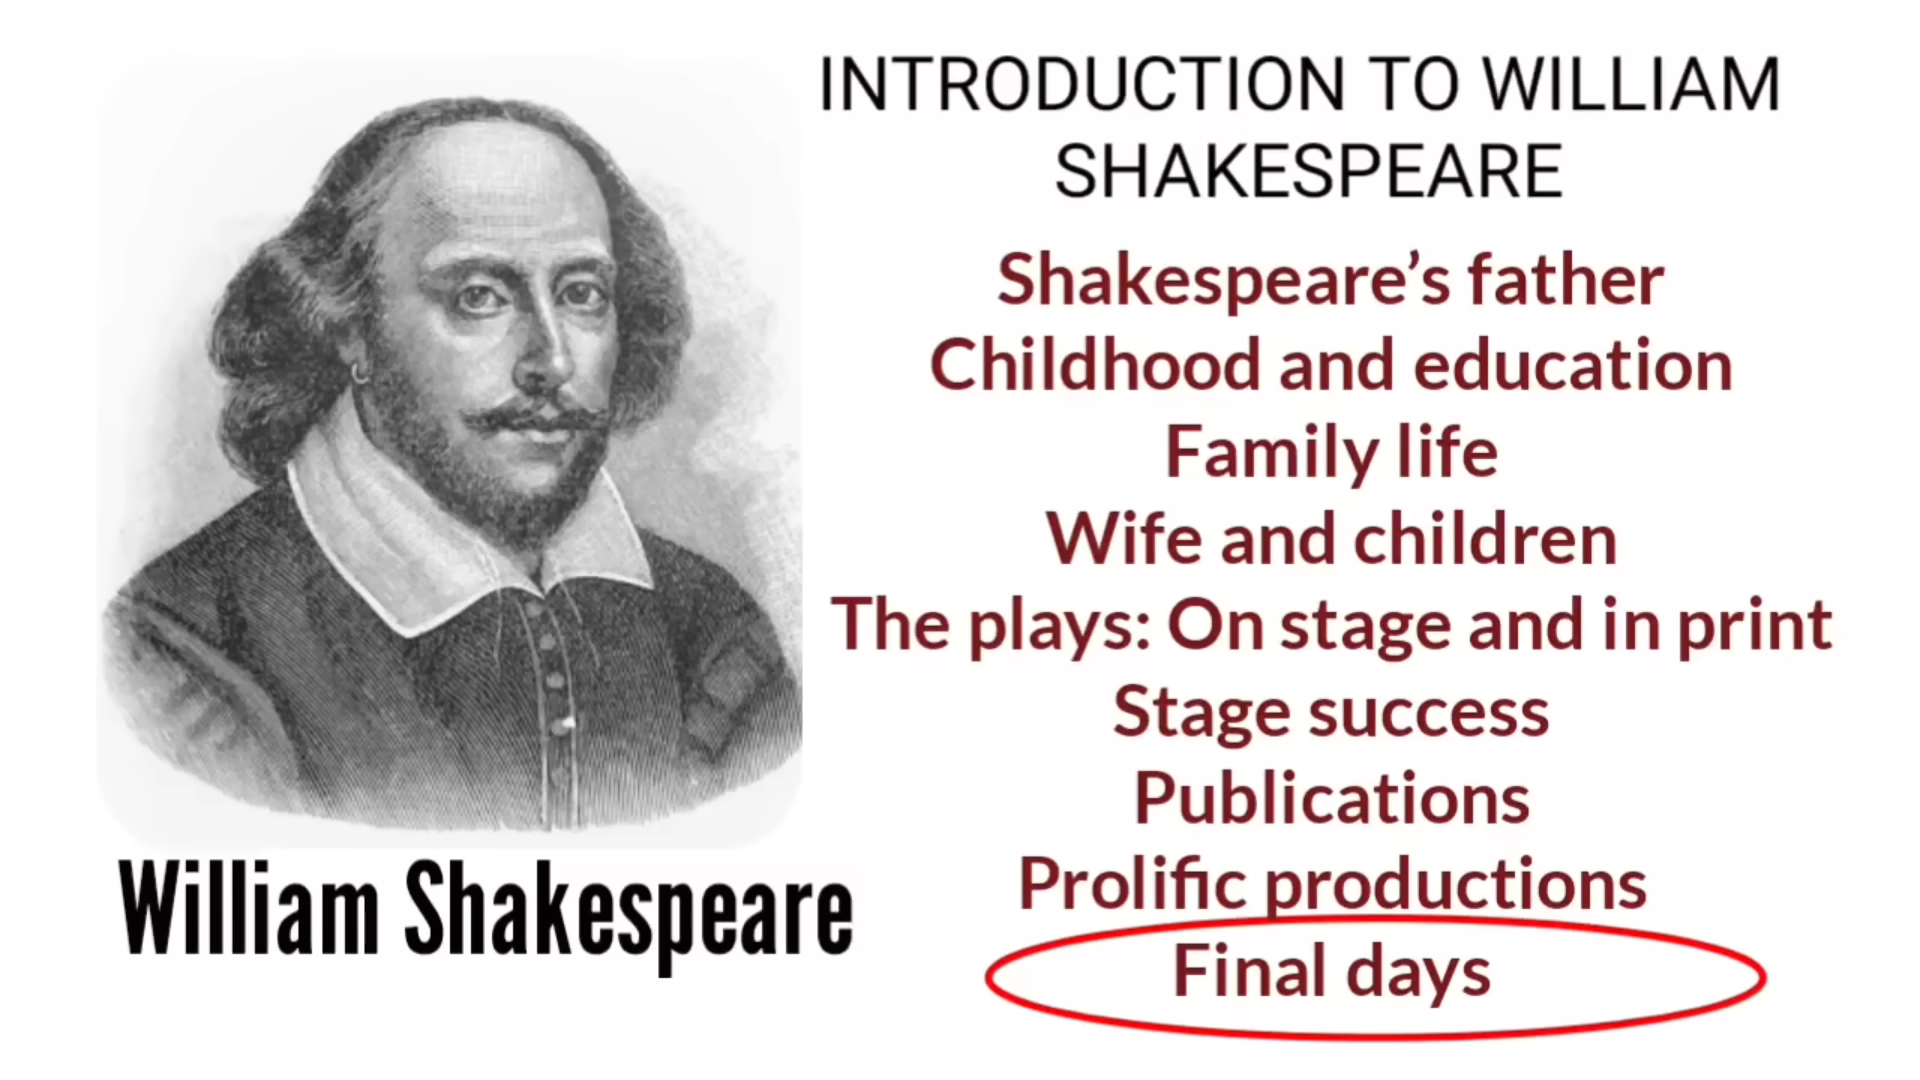 INTRODUCTION TO WILLIAM
SHAKESPEARE
Shakespeare’s father
Childhood and education
Family life
Wife and children
The plays: On stage and in print
Stage success
Publications
Prolific productions
Final days
William Shakespeare